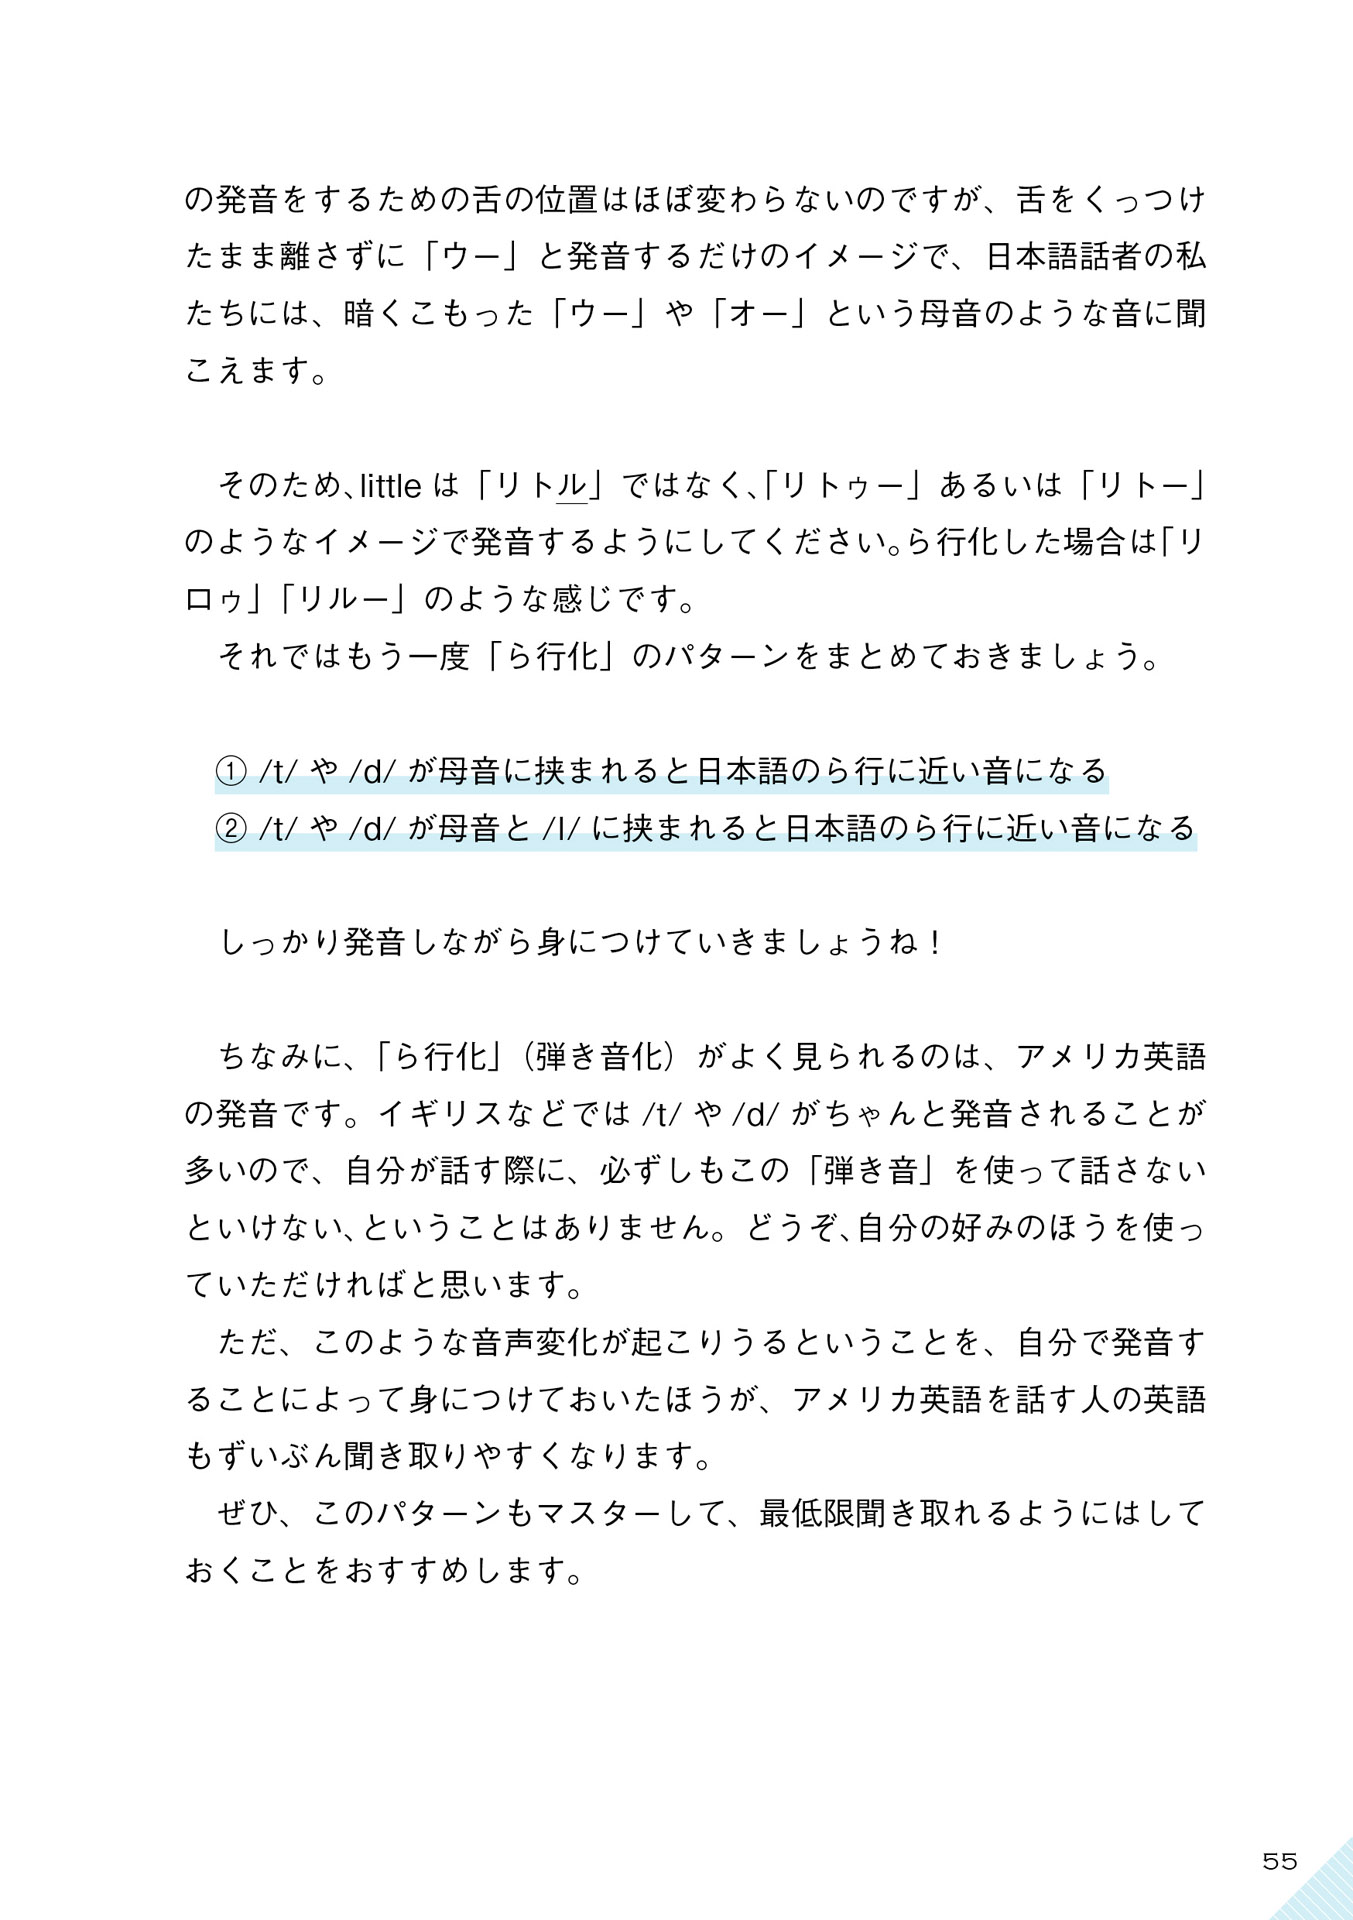 の発音をするための舌の位置はほぼ変わらないのですが、舌をくっつけ
たまま離さずに「ウー」と発音するだけのイメージで、日本語話者の私
たちには、暗くこもった「ウー」や「オー」という母音のような音に聞
こえます。
そのため、little は「リトル」ではなく、「リトゥー」あるいは「リトー」
のようなイメージで発音するようにしてください。ら行化した場合は「リ
ロゥ」「リルー」のような感じです。
それではもう一度「ら行化」のパターンをまとめておきましょう。
① /t/ や /d/ が母音に挟まれると日本語のら行に近い音になる
② /t/ や /d/ が母音と /l/ に挟まれると日本語のら行に近い音になる
しっかり発音しながら身につけていきましょうね！
ちなみに、「ら行化」（弾き音化）がよく見られるのは、アメリカ英語
の発音です。イギリスなどでは /t/ や /d/ がちゃんと発音されることが
多いので、自分が話す際に、必ずしもこの「弾き音」を使って話さない
といけない、ということはありません。どうぞ、自分の好みのほうを使っ
ていただければと思います。
ただ、このような音声変化が起こりうるということを、自分で発音す
ることによって身につけておいたほうが、アメリカ英語を話す人の英語
もずいぶん聞き取りやすくなります。
ぜひ、このパターンもマスターして、最低限聞き取れるようにはして
おくことをおすすめします。
55